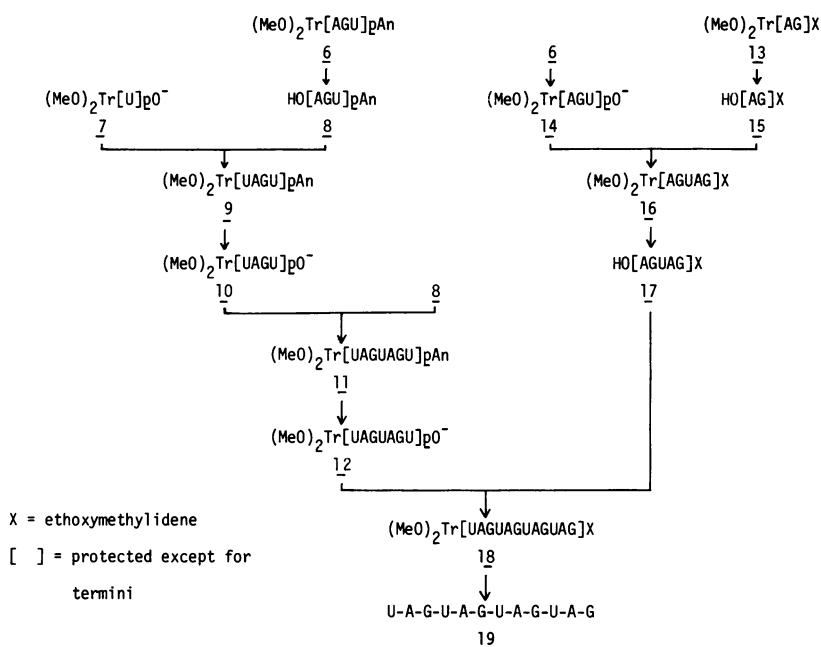 (MeO)2Tr[AGU]pAn
6
(MeO)2Tr[AG]X
13
(MeO)2Tr[U]pO-
7
HO[AGU]pAn
8
6
(MeO)2Tr[AGU]pO-
14
HO[AG]X
15
(MeO)2Tr[UAGU]pAn
9
(MeO)2Tr[AGUAG]X
16
(MeO)2Tr[UAGU]pO-
10
8
HO[AGUAG]X
17
(MeO)2Tr[UAGUAGU]pAn
11
(MeO)2Tr[UAGUAGU]pO-
12
X = ethoxymethylidene
[ ] = protected except for
termini
(MeO)2Tr[UAGUAGUAGUAG]X
18
U-A-G-U-A-G-U-A-G-U-A-G
19